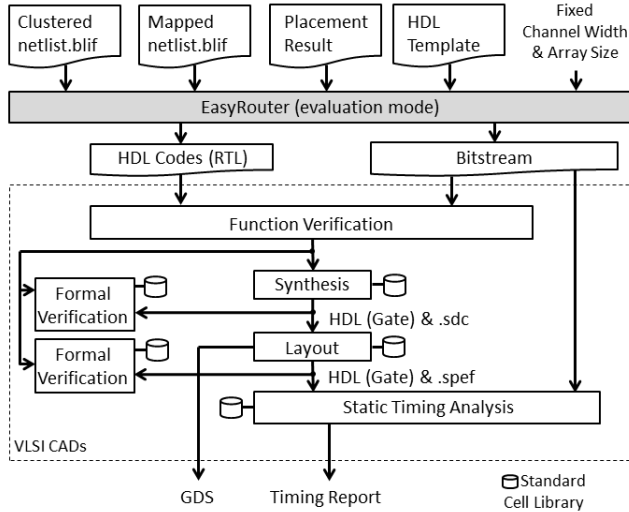 Clustered
netlist.blif
Mapped
netlist.blif
Placement
Result
HDL
Template
Fixed
Channel Width
& Array Size
EasyRouter (evaluation mode)
HDL Codes (RTL)
Bitstream
Function Verification
Synthesis
Formal
Verification
HDL (Gate) & .sdc
Layout
Formal
Verification
HDL (Gate) & .spef
Static Timing Analysis
VLSI CADs
GDS
Timing Report
Standard
Cell Library